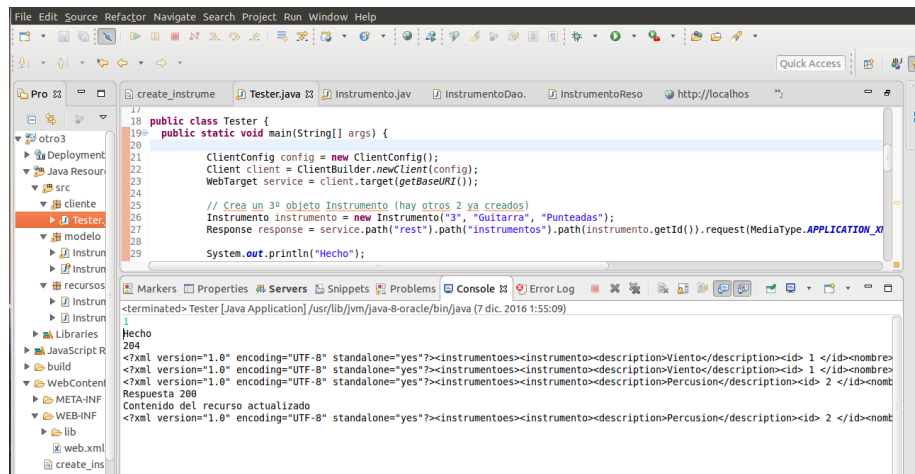 File Edit Source Refactor Navigate Search Project Run Window Help
Quick Access
Pro
create_instrume
Tester.java
Instrumento.jav
InstrumentoDao.
InstrumentoReso
http://localhos
»2
otro3
Deployment
Java Resour
src
cliente
Tester.
modelo
Instrun
Instrun
recursos
Instrun
Instrun
Libraries
JavaScript R
build
WebContent
META-INF
WEB-INF
lib
web.xml
create_ins
17
18 public class Tester {
19 public static void main(String[] args) {
20
21 ClientConfig config = new ClientConfig();
22 Client client = ClientBuilder.newClient(config);
23 WebTarget service = client.target(getBaseURI());
24
25 // Crea un 3º objeto Instrumento (hay otros 2 ya creados)
26 Instrumento instrumento = new Instrumento("3", "Guitarra", "Punteadas");
27 Response response = service.path("rest").path("instrumentos").path(instrumento.getId()).request(MediaType.APPLICATION_XM
28
29 System.out.println("Hecho");
Markers Properties Servers Snippets Problems Console Error Log
<terminated> Tester [Java Application] /usr/lib/jvm/java-8-oracle/bin/java (7 dic. 2016 1:55:09)
1
Hecho
204
<?xml version="1.0" encoding="UTF-8" standalone="yes"?><instrumentoes><instrumento><description>Viento</description><id> 1 </id><nombre>
<?xml version="1.0" encoding="UTF-8" standalone="yes"?><instrumentoes><instrumento><description>Viento</description><id> 1 </id><nombre>
<?xml version="1.0" encoding="UTF-8" standalone="yes"?><instrumentoes><instrumento><description>Percusion</description><id> 2 </id><nomb
Respuesta 200
Contenido del recurso actualizado
<?xml version="1.0" encoding="UTF-8" standalone="yes"?><instrumentoes><instrumento><description>Percusion</description><id> 2 </id><nomb